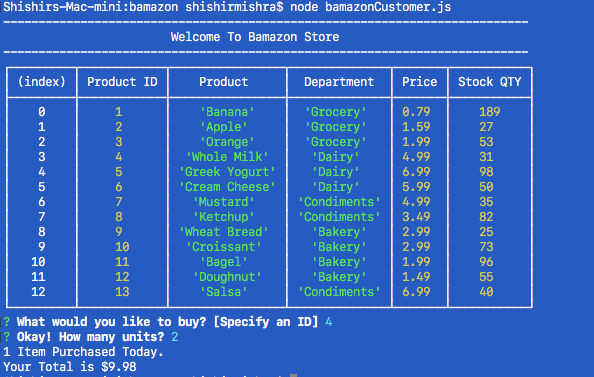 Shishirs-Mac-mini:bamazon shishirmishra$ node bamazonCustomer.js
Welcome To Bamazon Store
(index) Product ID Product Department Price Stock QTY
0 1 'Banana' 'Grocery' 0.79 189
1 2 'Apple' 'Grocery' 1.59 27
2 3 'Orange' 'Grocery' 1.99 53
3 4 'Whole Milk' 'Dairy' 4.99 31
4 5 'Greek Yogurt' 'Dairy' 6.99 98
5 6 'Cream Cheese' 'Dairy' 5.99 50
6 7 'Mustard' 'Condiments' 4.99 35
7 8 'Ketchup' 'Condiments' 3.49 82
8 9 'Wheat Bread' 'Bakery' 2.99 25
9 10 'Croissant' 'Bakery' 2.99 73
10 11 'Bagel' 'Bakery' 1.99 96
11 12 'Doughnut' 'Bakery' 1.49 55
12 13 'Salsa' 'Condiments' 6.99 40
? What would you like to buy? [Specify an ID] 4
? Okay! How many units? 2
1 Item Purchased Today.
Your Total is $9.98